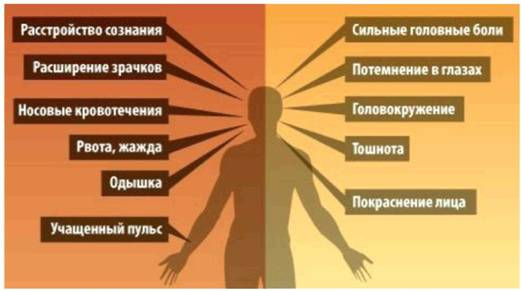 Расстройство сознания
Расширение зрачков
Носовые кровотечения
Рвота, жажда
Одышка
Учащенный пульс
Сильные головные боли
Потемнение в глазах
Головокружение
Тошнота
Покраснение лица